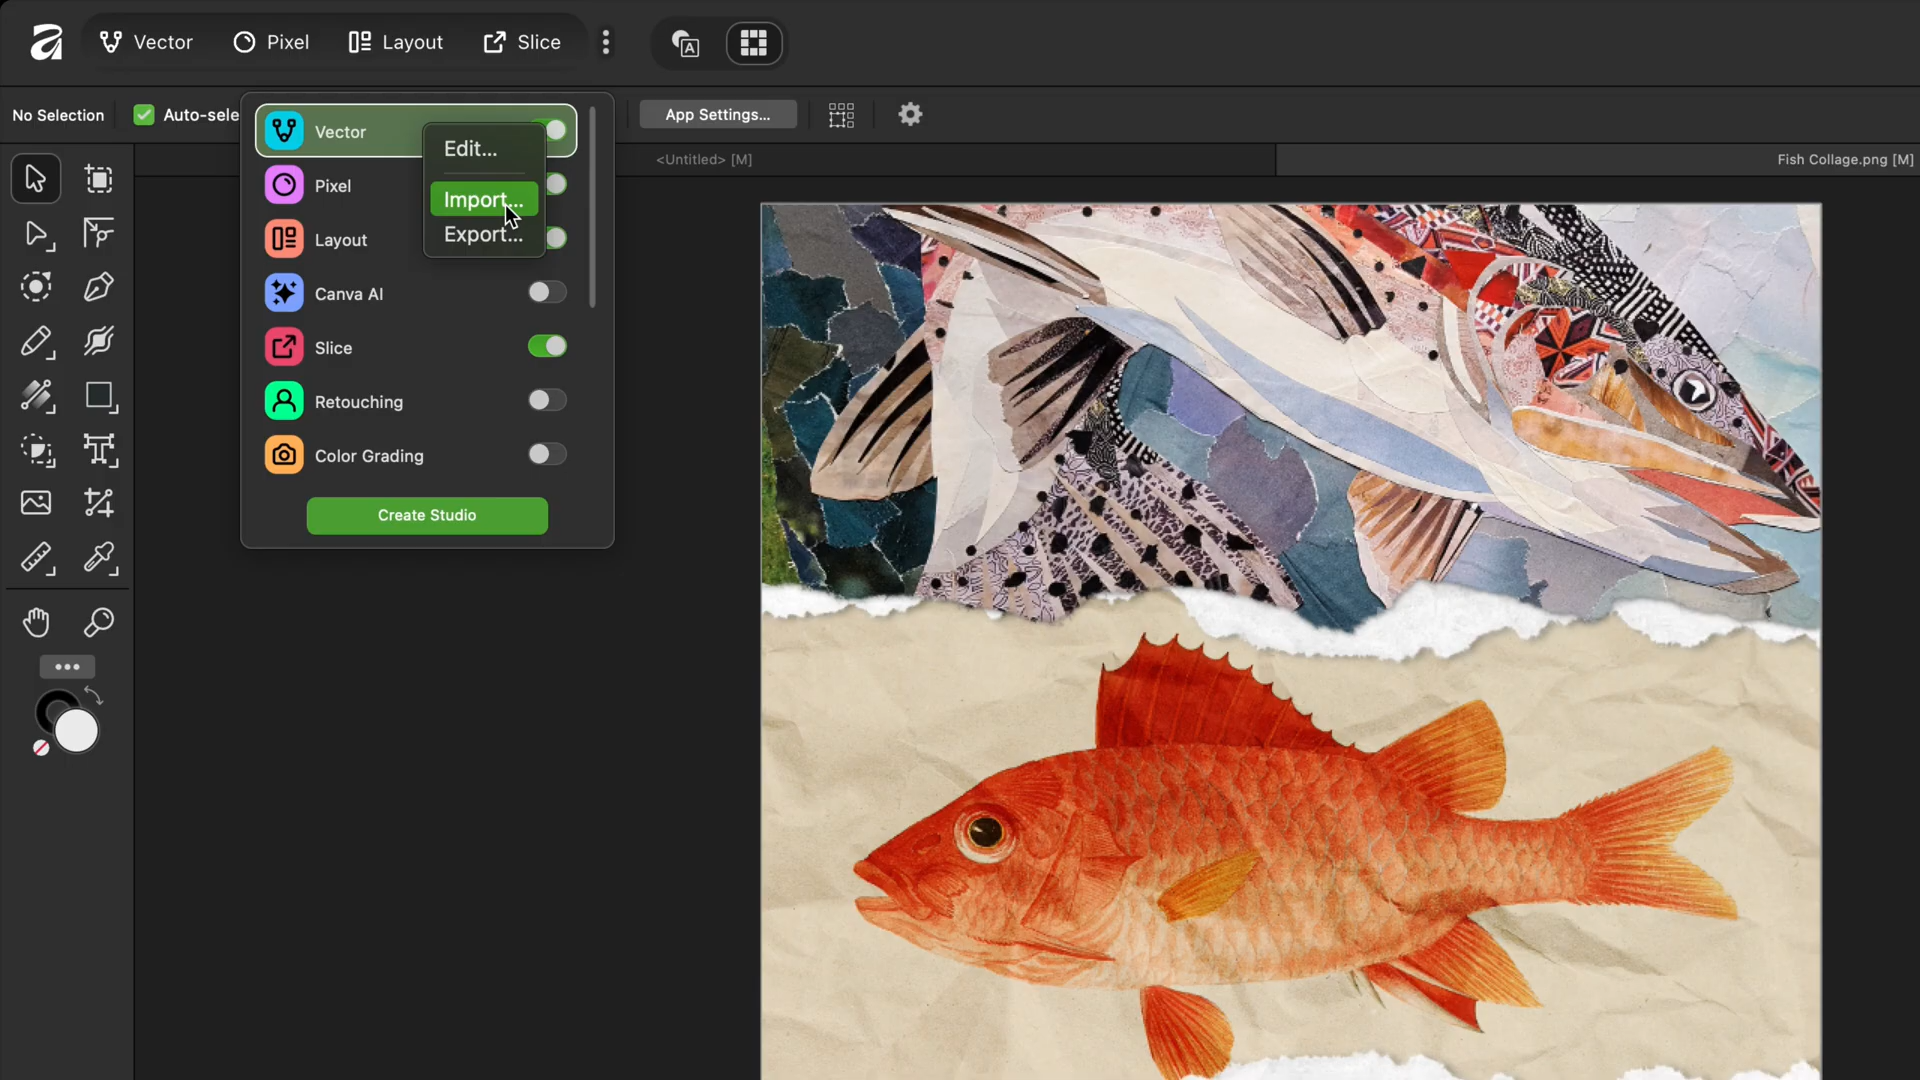 Vector
Pixel
Layout
Slice
A
No Selection
Auto-sele
App Settings...
<Untitled> [M]
Fish Collage.png [M]
Vector
Edit...
Pixel
Import...
Layout
Export...
Canva AI
Slice
Retouching
Color Grading
Create Studio